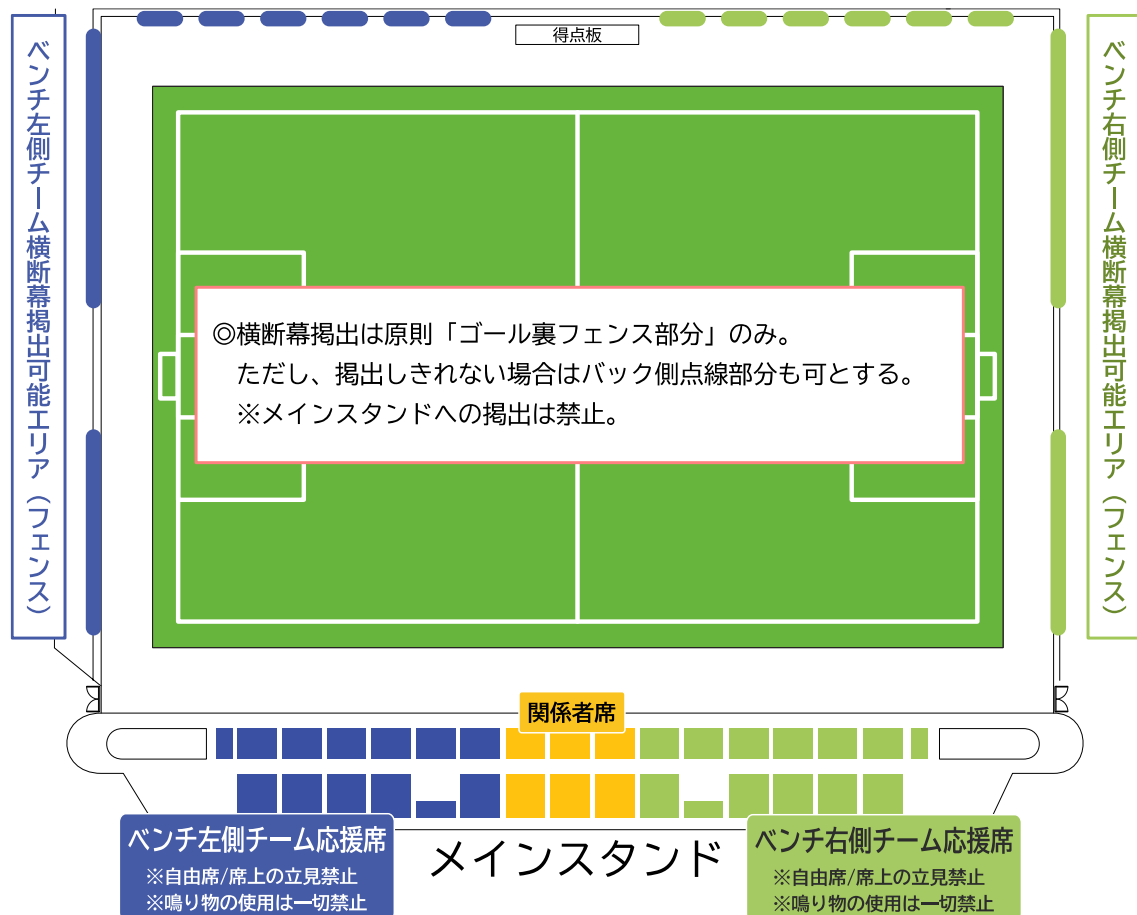 得点板
ベンチ左側チーム横断幕掲出可能エリア（フェンス）
ベンチ右側チーム横断幕掲出可能エリア（フェンス）
◎横断幕掲出は原則「ゴール裏フェンス部分」のみ。
ただし、掲出しきれない場合はバック側点線部分も可とする。
※メインスタンドへの掲出は禁止。
関係者席
ベンチ左側チーム応援席
※自由席/席上の立見禁止
※鳴り物の使用は一切禁止
メインスタンド
ベンチ右側チーム応援席
※自由席/席上の立見禁止
※鳴り物の使用は一切禁止